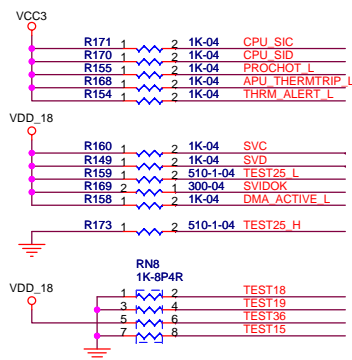 VCC3
R171 1 2 1K-04 CPU_SIC
R170 1 2 1K-04 CPU_SID
R155 1 2 1K-04 PROCHOT_L
R168 1 2 1K-04 APU_THERMTRIP_L
R154 1 2 1K-04 THRM_ALERT_L
VDD_18
R160 1 2 1K-04 SVC
R149 1 2 1K-04 SVD
R159 1 2 510-1-04 TEST25_L
R169 2 1 300-04 SVIDOK
R158 1 2 1K-04 DMA_ACTIVE_L
R173 1 2 510-1-04 TEST25_H
RN8
1K-8P4R
VDD_18
1 2 TEST18
3 4 TEST19
5 6 TEST36
7 8 TEST15